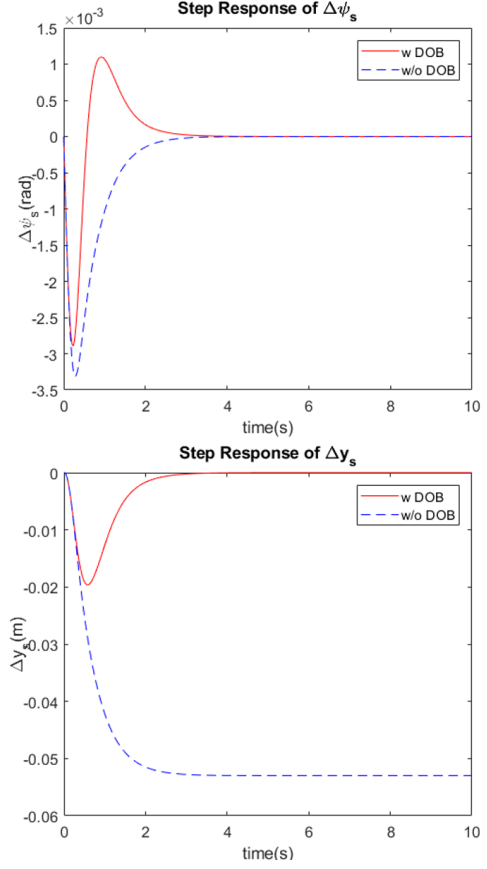 Step Response of Δψs
×10-3
1.5
1
0.5
0
-0.5
-1
-1.5
-2
-2.5
-3
-3.5
Δψs(rad)
w DOB
w/o DOB
0 2 4 6 8 10
time(s)
Step Response of Δys
0
-0.01
-0.02
-0.03
-0.04
-0.05
-0.06
Δys(m)
w DOB
w/o DOB
0 2 4 6 8 10
time(s)